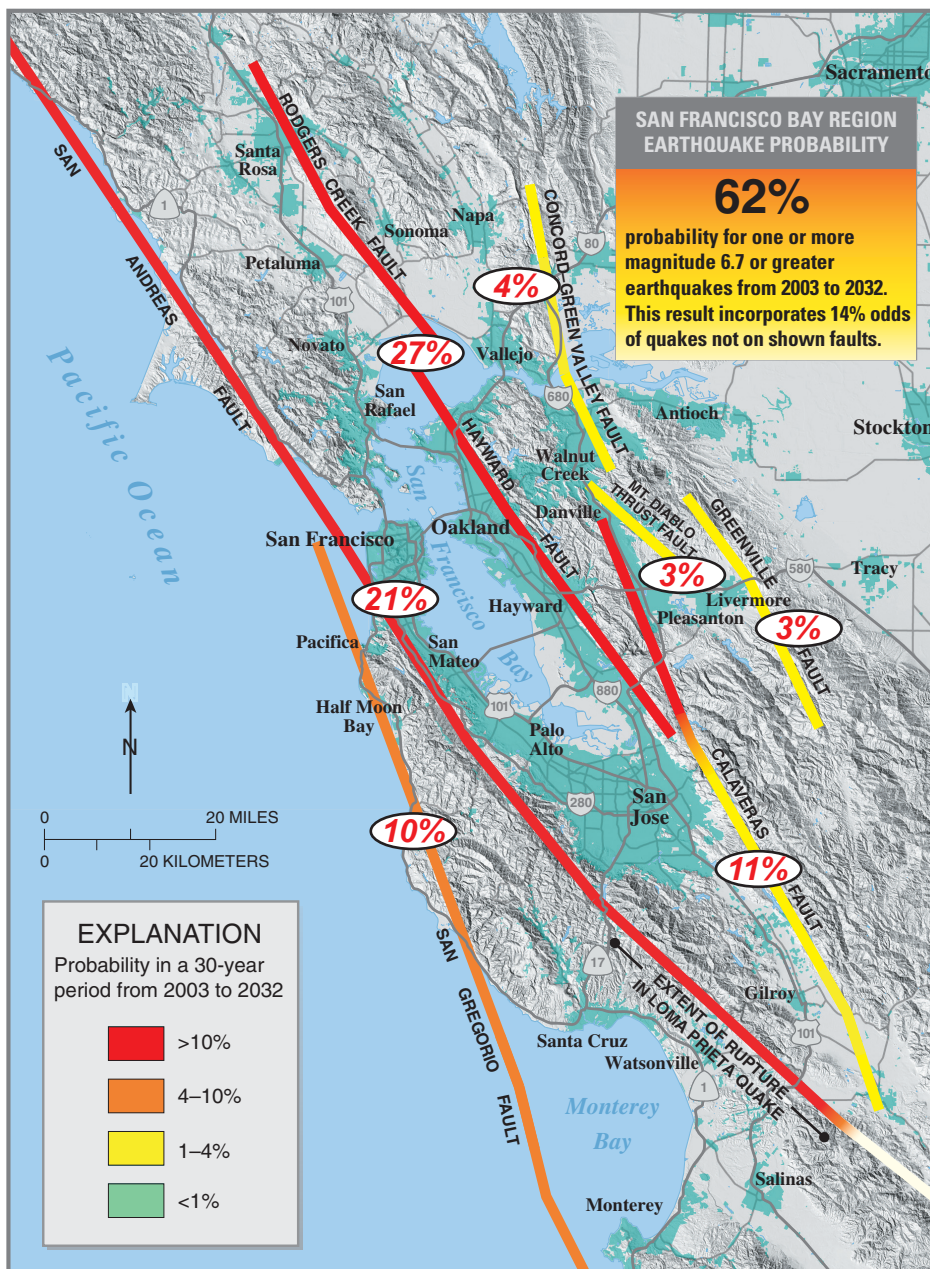 Sacramento
SAN FRANCISCO BAY REGION
EARTHQUAKE PROBABILITY
62%
probability for one or more
magnitude 6.7 or greater
earthquakes from 2003 to 2032.
This result incorporates 14% odds
of quakes not on shown faults.
SAN
ANDREAS
FAULT
RODGERS CREEK FAULT
Santa
Rosa
1
Napa
Sonoma
CONCORD–GREEN VALLEY FAULT
80
Petaluma
101
4%
Novato
27%
Vallejo
San
Rafael
680
Antioch
Stockton
Pacific Ocean
HAYWARD
FAULT
Walnut
Creek
MT. DIABLO
THRUST FAULT
Danville
GREENVILLE
FAULT
San
Francisco
Bay
Oakland
San Francisco
580
Tracy
3%
21%
Hayward
Livermore
Pleasanton
3%
Pacifica
San
Mateo
880
Half Moon
Bay
101
Palo
Alto
N
N
CALAVERAS
FAULT
280
San
Jose
0
20 MILES
0
20 KILOMETERS
10%
11%
SAN
GREGORIO
FAULT
17
EXTENT OF RUPTURE
IN LOMA PRIETA QUAKE
Gilroy
101
Santa Cruz
Watsonville
1
Monterey
Bay
Salinas
Monterey
EXPLANATION
Probability in a 30-year
period from 2003 to 2032
>10%
4–10%
1–4%
<1%